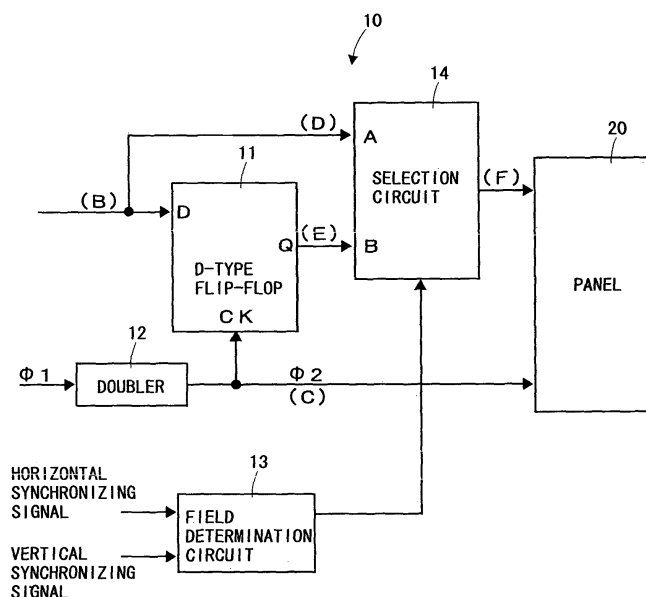 10
14
(D)
A
20
11
SELECTION
CIRCUIT
(F)
(B)
D
(E)
Q
B
D-TYPE
FLIP-FLOP
PANEL
CK
12
Φ1
DOUBLER
Φ2
(C)
HORIZONTAL
SYNCHRONIZING
SIGNAL
13
FIELD
DETERMINATION
CIRCUIT
VERTICAL
SYNCHRONIZING
SIGNAL